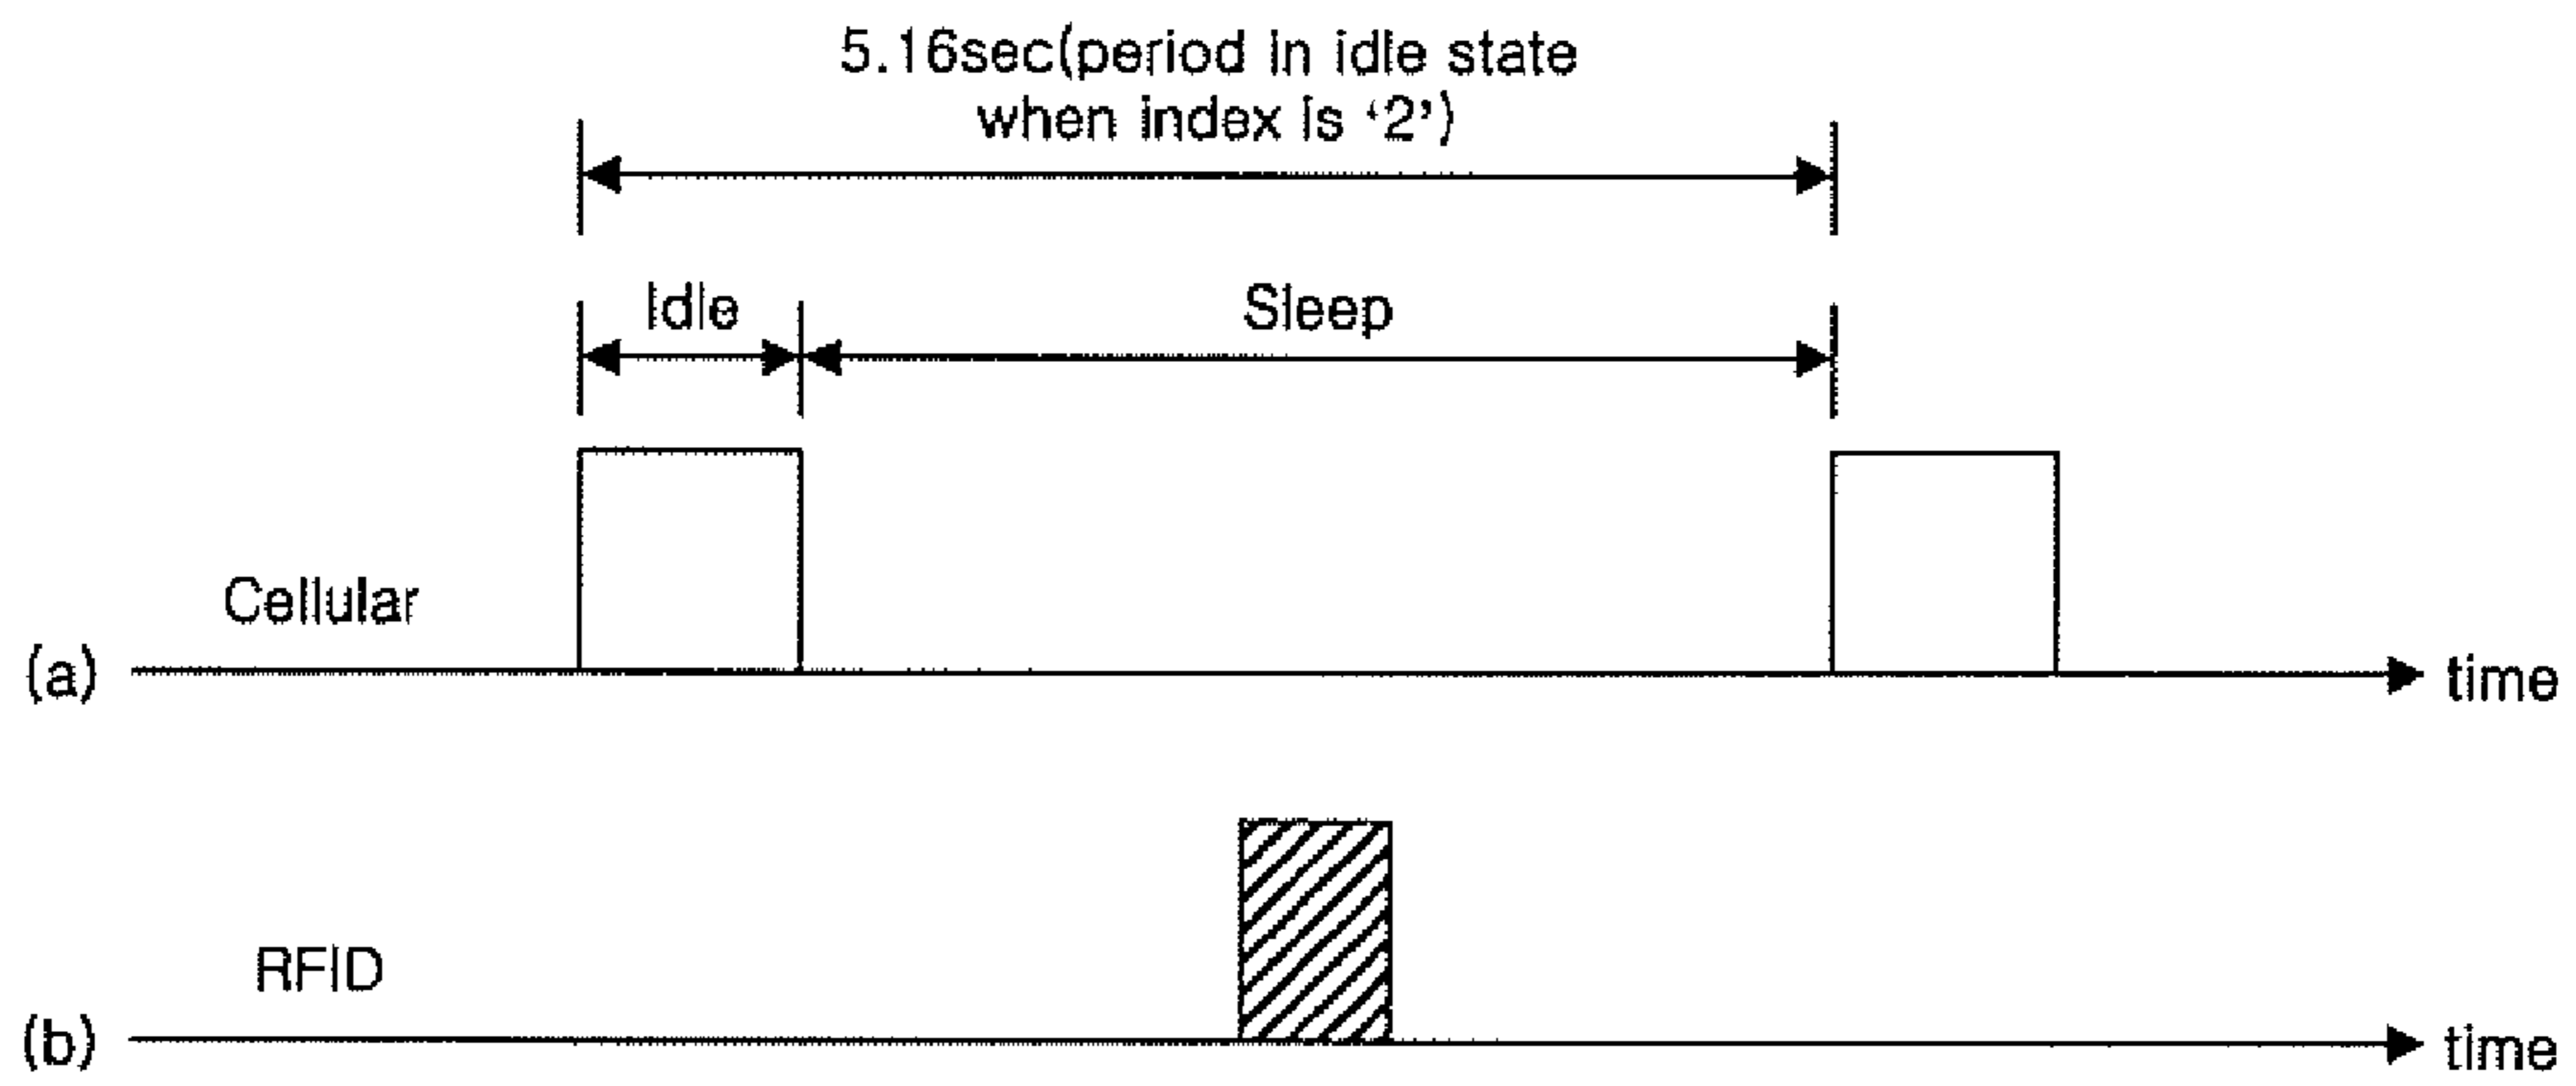 5.16sec(period in idle state
when index is ‘2’)
Idle
Sleep
Cellular
(a)
time
RFID
(b)
time